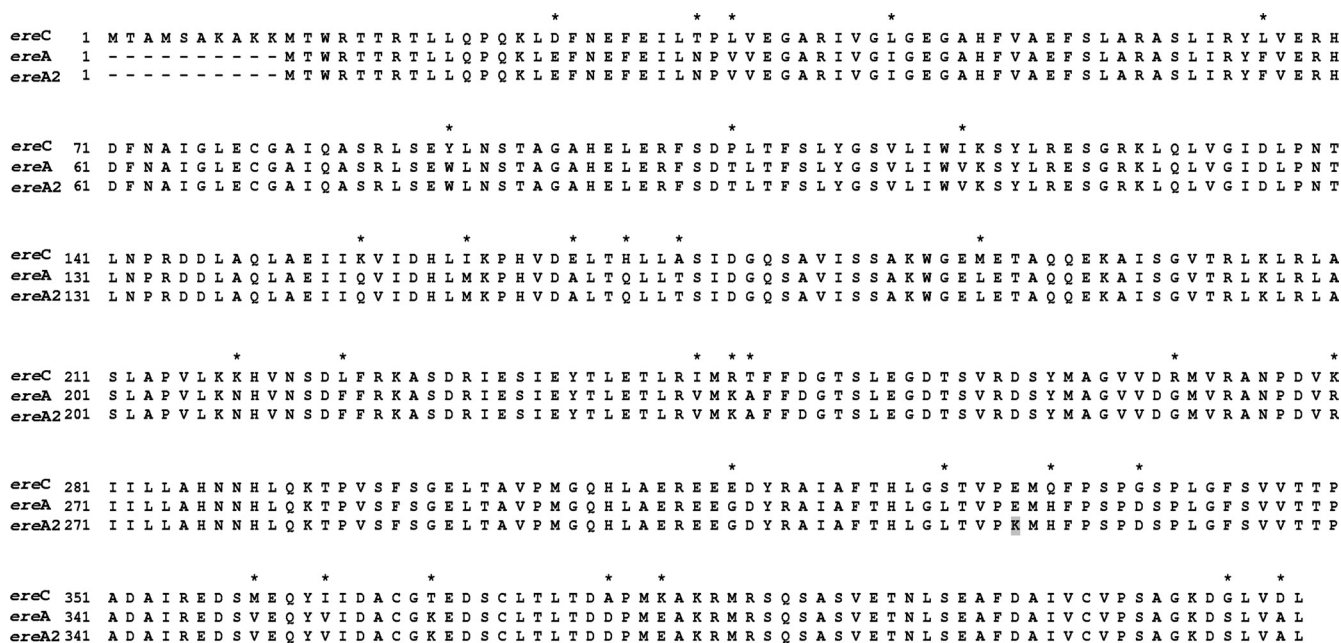 * * * * *
ereC 1 M T A M S A K A K K M T W R T T R T L L Q P Q K L D F N E F E I L T P L V E G A R I V G L G E G A H F V A E F S L A R A S L I R Y L V E R H
ereA 1 - - - - - - - - - - M T W R T T R T L L Q P Q K L E F N E F E I L N P V V E G A R I V G I G E G A H F V A E F S L A R A S L I R Y F V E R H
ereA2 1 - - - - - - - - - - M T W R T T R T L L Q P Q K L E F N E F E I L N P V V E G A R I V G I G E G A H F V A E F S L A R A S L I R Y F V E R H
* * *
ereC 71 D F N A I G L E C G A I Q A S R L S E Y L N S T A G A H E L E R F S D P L T F S L Y G S V L I W I K S Y L R E S G R K L Q L V G I D L P N T
ereA 61 D F N A I G L E C G A I Q A S R L S E W L N S T A G A H E L E R F S D T L T F S L Y G S V L I W V K S Y L R E S G R K L Q L V G I D L P N T
ereA2 61 D F N A I G L E C G A I Q A S R L S E W L N S T A G A H E L E R F S D T L T F S L Y G S V L I W V K S Y L R E S G R K L Q L V G I D L P N T
* * * * * *
ereC 141 L N P R D D L A Q L A E I I K V I D H L I K P H V D E L T H L L A S I D G Q S A V I S S A K W G E M E T A Q Q E K A I S G V T R L K L R L A
ereA 131 L N P R D D L A Q L A E I I Q V I D H L M K P H V D A L T Q L L T S I D G Q S A V I S S A K W G E L E T A Q Q E K A I S G V T R L K L R L A
ereA2 131 L N P R D D L A Q L A E I I Q V I D H L M K P H V D A L T Q L L T S I D G Q S A V I S S A K W G E L E T A Q Q E K A I S G V T R L K L R L A
* * * * * * *
ereC 211 S L A P V L K K H V N S D L F R K A S D R I E S I E Y T L E T L R I M R T F F D G T S L E G D T S V R D S Y M A G V V D R M V R A N P D V K
ereA 201 S L A P V L K N H V N S D F F R K A S D R I E S I E Y T L E T L R V M K A F F D G T S L E G D T S V R D S Y M A G V V D G M V R A N P D V R
ereA2 201 S L A P V L K N H V N S D F F R K A S D R I E S I E Y T L E T L R V M K A F F D G T S L E G D T S V R D S Y M A G V V D G M V R A N P D V R
* * * *
ereC 281 I I L L A H N N H L Q K T P V S F S G E L T A V P M G Q H L A E R E E E D Y R A I A F T H L G S T V P E M Q F P S P G S P L G F S V V T T P
ereA 271 I I L L A H N N H L Q K T P V S F S G E L T A V P M G Q H L A E R E E G D Y R A I A F T H L G L T V P E M H F P S P D S P L G F S V V T T P
ereA2 271 I I L L A H N N H L Q K T P V S F S G E L T A V P M G Q H L A E R E E G D Y R A I A F T H L G L T V P K M H F P S P D S P L G F S V V T T P
* * * * * * *
ereC 351 A D A I R E D S M E Q Y I I D A C G T E D S C L T L T D A P M K A K R M R S Q S A S V E T N L S E A F D A I V C V P S A G K D G L V D L
ereA 341 A D A I R E D S V E Q Y V I D A C G K E D S C L T L T D D P M E A K R M R S Q S A S V E T N L S E A F D A I V C V P S A G K D S L V A L
ereA2 341 A D A I R E D S V E Q Y V I D A C G K E D S C L T L T D D P M E A K R M R S Q S A S V E T N L S E A F D A I V C V P S A G K D S L V A L